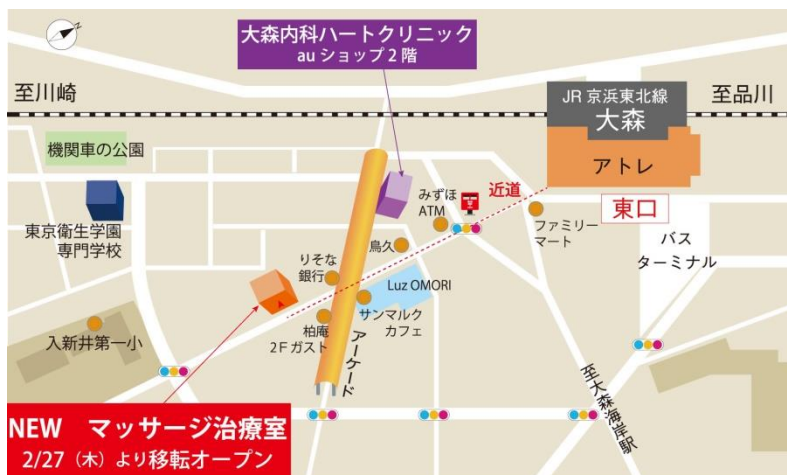 N
大森内科ハートクリニック
au ショップ 2 階
至川崎
JR 京浜東北線
大森
至品川
アトレ
機関車の公園
東京衛生学園
専門学校
みずほ
ATM
近道
東口
ファミリー
マート
バス
ターミナル
鳥久
りそな
銀行
Luz OMORI
サンマルク
カフェ
入新井第一小
柏庵
2F ガスト
アーケード
至大森海岸駅
NEW マッサージ治療室
2/27（木）より移転オープン